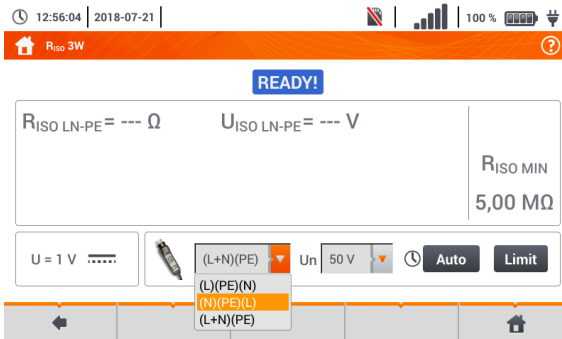 12:56:04 2018-07-21 100 %
RISO 3W ?
READY!
RISO LN-PE= --- Ω UISO LN-PE= --- V
RISO MIN
5,00 MΩ
U = 1 V (L+N)(PE) Un 50 V Auto Limit
(L)(PE)(N)
(N)(PE)(L)
(L+N)(PE)